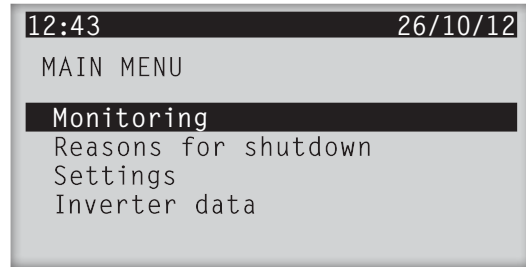 12:43 26/10/12
MAIN MENU
Monitoring
Reasons for shutdown
Settings
Inverter data